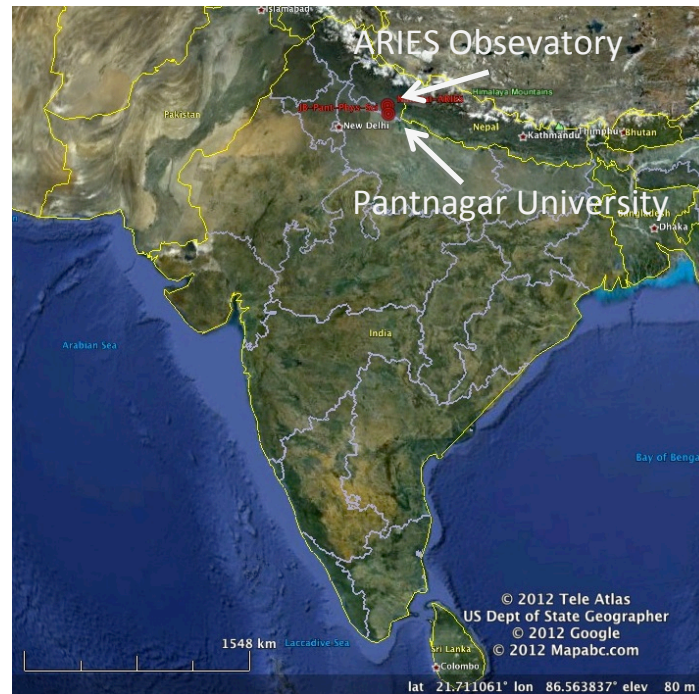 Islamabad
ARIES Obsevatory
Himalaya Mountains
Pakistan
New Delhi
Nepal
Kathmandu
Thimphu
Bhutan
Pantnagar University
Bangladesh
Dhaka
India
Arabian Sea
Bay of Benga
© 2012 Tele Atlas
US Dept of State Geographer
© 2012 Google
© 2012 Mapabc.com
1548 km
Laccadive Sea
Sri Lanka
Colombo
lat 21.711061° lon 86.563837° elev 80 m